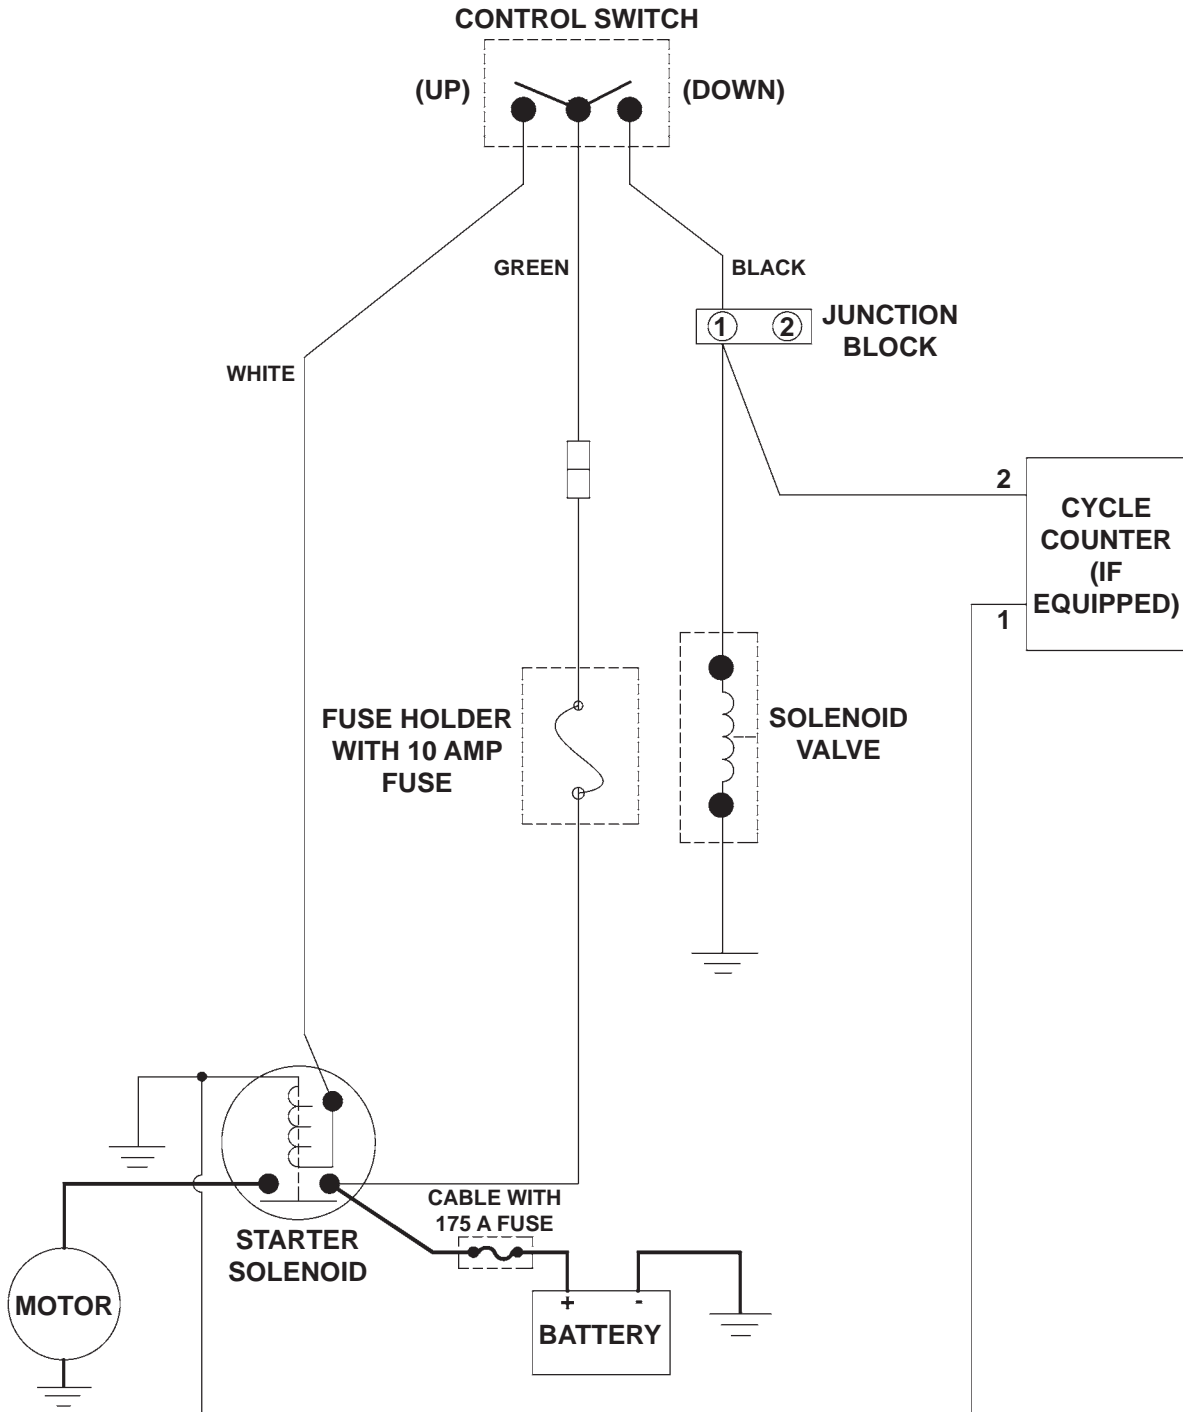 CONTROL SWITCH
(UP)
(DOWN)
GREEN
BLACK
1
2
JUNCTION
BLOCK
WHITE
2
CYCLE
COUNTER
(IF
EQUIPPED)
1
FUSE HOLDER
WITH 10 AMP
FUSE
SOLENOID
VALVE
CABLE WITH
175 A FUSE
STARTER
SOLENOID
MOTOR
+
-
BATTERY